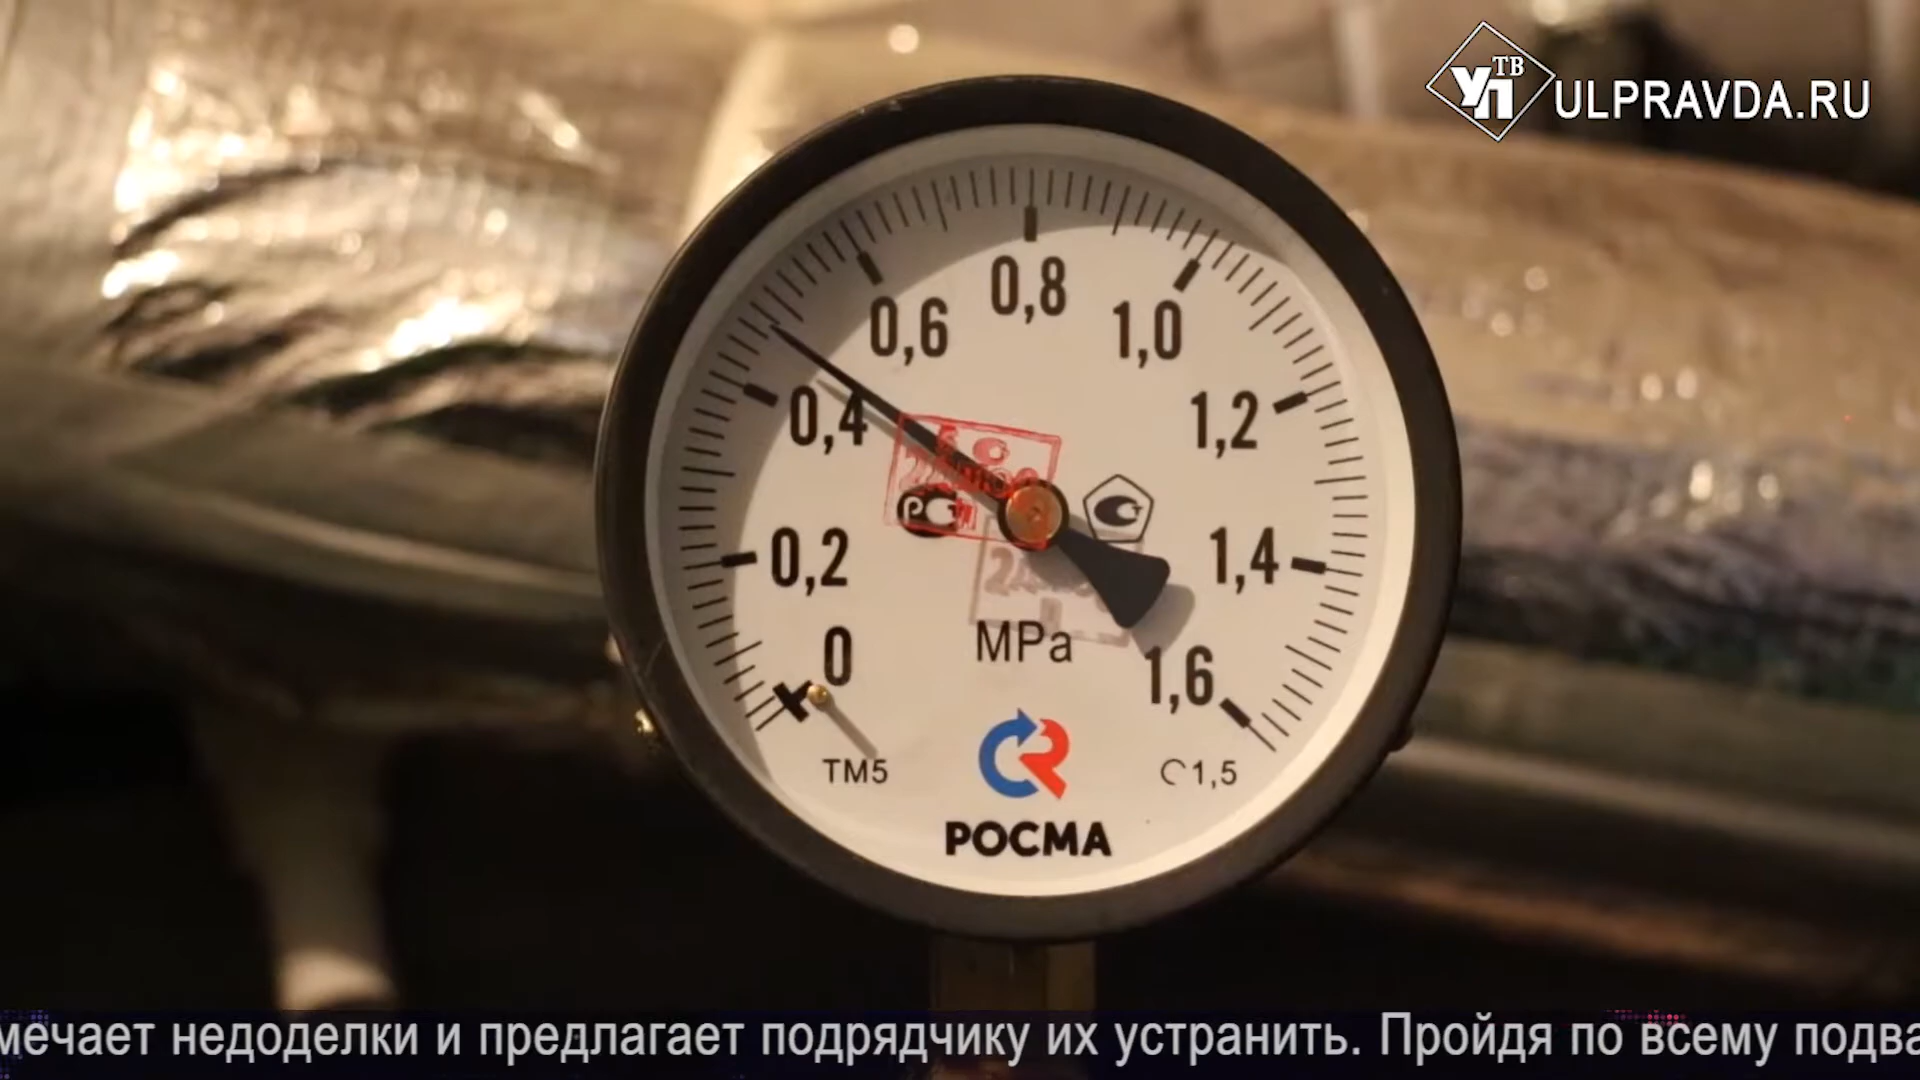 ТВ
УП ULPRAVDA.RU
0,8
0,6
1,0
0,4
1,2
0,2
1,4
0
MPa
1,6
ТМ5
1,5
РОСМА
мечает недоделки и предлагает подрядчику их устранить. Пройдя по всему подва